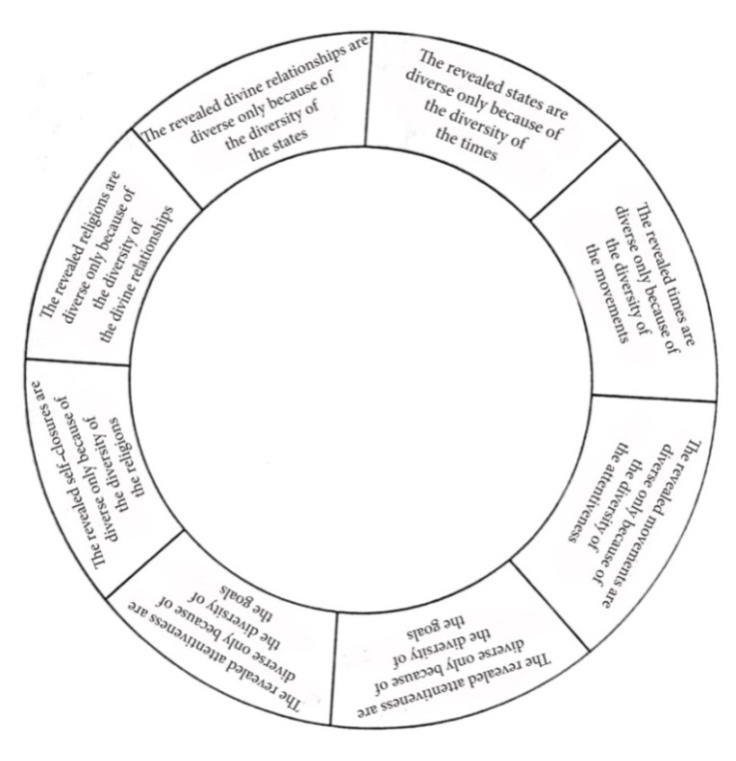 The revealed divine relationships are
diverse only because of
the diversity of
the states
The revealed states are
diverse only because of
the diversity of
the times
The revealed times are
diverse only because of
the diversity of
the movements
The revealed movements are
diverse only because of
the diversity of
the attentiveness
The revealed attentiveness are
diverse only because of
the diversity of
the goals
The revealed attentiveness are
diverse only because of
the diversity of
the goals
The revealed self-closures are
diverse only because of
the diversity of
the religions
The revealed religions are
diverse only because of
the diversity of
the divine relationships